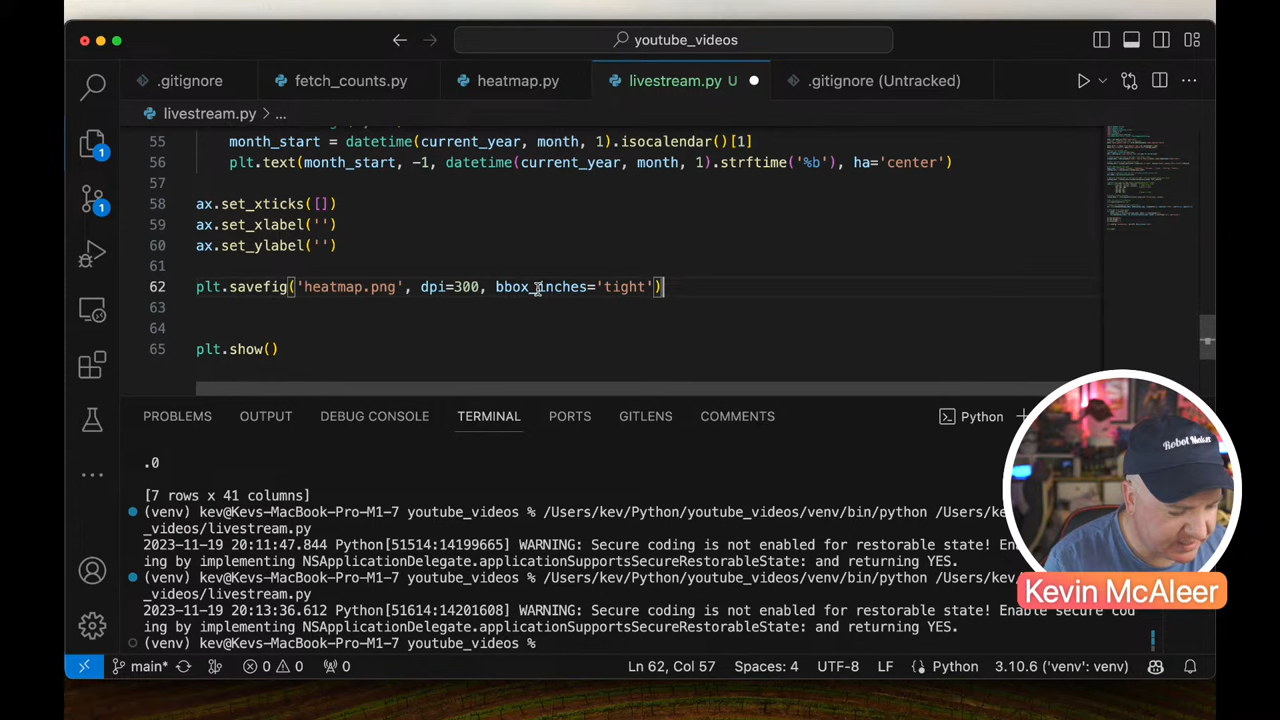 youtube_videos
.gitignore
fetch_counts.py
heatmap.py
livestream.py U
.gitignore (Untracked)
livestream.py > ...
55 month_start = datetime(current_year, month, 1).isocalendar()[1]
56 plt.text(month_start, -1, datetime(current_year, month, 1).strftime('%b'), ha='center')
57
58 ax.set_xticks([])
59 ax.set_xlabel('')
60 ax.set_ylabel('')
61
62 plt.savefig('heatmap.png', dpi=300, bbox_inches='tight')
63
64
65 plt.show()
1
1
PROBLEMS OUTPUT DEBUG CONSOLE TERMINAL PORTS GITLENS COMMENTS Python
.0
[7 rows x 41 columns]
(venv) kev@Kevs-MacBook-Pro-M1-7 youtube_videos % /Users/kev/Python/youtube_videos/venv/bin/python
_videos/livestream.py
2023-11-19 20:11:47.844 Python[51514:14199665] WARNING: Secure coding is not enabled for restorable state!
ing by implementing NSApplicationDelegate.applicationSupportsSecureRestorableState: and returning YES.
(venv) kev@Kevs-MacBook-Pro-M1-7 youtube_videos % /Users/kev/Python/youtube_videos/venv/bin/python
_videos/livestream.py
2023-11-19 20:13:36.612 Python[51614:14201608] WARNING: Secure coding is not enabled for restorable state! Enable secure cod
ing by implementing NSApplicationDelegate.applicationSupportsSecureRestorableState: and returning YES.
(venv) kev@Kevs-MacBook-Pro-M1-7 youtube_videos %
Robot Maker
Kevin McAleer
main* 0 0 0 Ln 62, Col 57 Spaces: 4 UTF-8 LF Python 3.10.6 ('venv': venv)